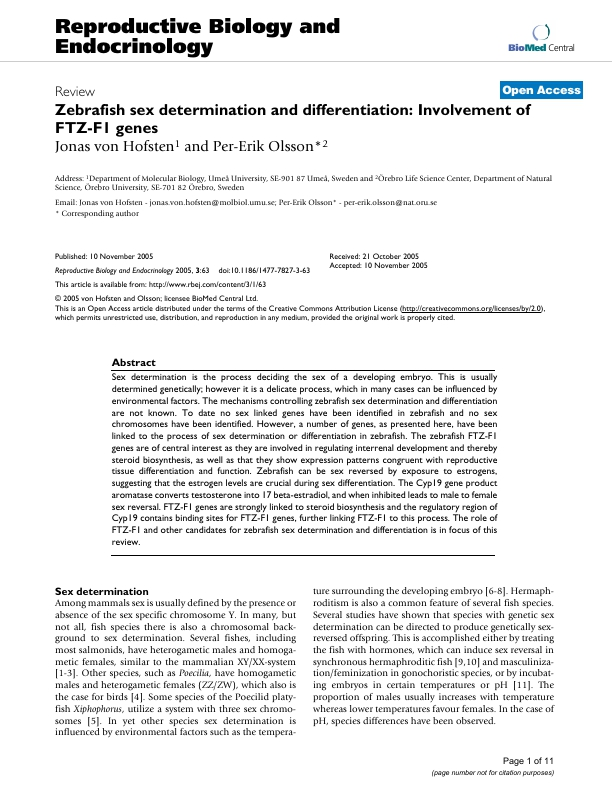 Reproductive Biology and
Endocrinology
BioMed Central
Open Access
Review
Zebrafish sex determination and differentiation: Involvement of
FTZ-F1 genes
Jonas von Hofsten1 and Per-Erik Olsson*2
Address: 1Department of Molecular Biology, Umeå University, SE-901 87 Umeå, Sweden and 2Örebro Life Science Center, Department of Natural
Science, Örebro University, SE-701 82 Örebro, Sweden
Email: Jonas von Hofsten - jonas.von.hofsten@molbiol.umu.se; Per-Erik Olsson* - per-erik.olsson@nat.oru.se
* Corresponding author
Published: 10 November 2005
Reproductive Biology and Endocrinology 2005, 3:63 doi:10.1186/1477-7827-3-63
Received: 21 October 2005
Accepted: 10 November 2005
This article is available from: http://www.rbej.com/content/3/1/63
© 2005 von Hofsten and Olsson; licensee BioMed Central Ltd.
This is an Open Access article distributed under the terms of the Creative Commons Attribution License (http://creativecommons.org/licenses/by/2.0),
which permits unrestricted use, distribution, and reproduction in any medium, provided the original work is properly cited.
Abstract
Sex determination is the process deciding the sex of a developing embryo. This is usually
determined genetically; however it is a delicate process, which in many cases can be influenced by
environmental factors. The mechanisms controlling zebrafish sex determination and differentiation
are not known. To date no sex linked genes have been identified in zebrafish and no sex
chromosomes have been identified. However, a number of genes, as presented here, have been
linked to the process of sex determination or differentiation in zebrafish. The zebrafish FTZ-F1
genes are of central interest as they are involved in regulating interrenal development and thereby
steroid biosynthesis, as well as that they show expression patterns congruent with reproductive
tissue differentiation and function. Zebrafish can be sex reversed by exposure to estrogens,
suggesting that the estrogen levels are crucial during sex differentiation. The Cyp19 gene product
aromatase converts testosterone into 17 beta-estradiol, and when inhibited leads to male to female
sex reversal. FTZ-F1 genes are strongly linked to steroid biosynthesis and the regulatory region of
Cyp19 contains binding sites for FTZ-F1 genes, further linking FTZ-F1 to this process. The role of
FTZ-F1 and other candidates for zebrafish sex determination and differentiation is in focus of this
review.
Sex determination
Among mammals sex is usually defined by the presence or
absence of the sex specific chromosome Y. In many, but
not all, fish species there is also a chromosomal back-
ground to sex determination. Several fishes, including
most salmonids, have heterogametic males and homoga-
metic females, similar to the mammalian XY/XX-system
[1-3]. Other species, such as Poecilia, have homogametic
males and heterogametic females (ZZ/ZW), which also is
the case for birds [4]. Some species of the Poecilid platy-
fish Xiphophorus, utilize a system with three sex chromo-
somes [5]. In yet other species sex determination is
influenced by environmental factors such as the tempera-
ture surrounding the developing embryo [6-8]. Hermaph-
roditism is also a common feature of several fish species.
Several studies have shown that species with genetic sex
determination can be directed to produce genetically sex-
reversed offspring. This is accomplished either by treating
the fish with hormones, which can induce sex reversal in
synchronous hermaphroditic fish [9,10] and masculiniza-
tion/feminization in gonochoristic species, or by incubat-
ing embryos in certain temperatures or pH [11]. The
proportion of males usually increases with temperature
whereas lower temperatures favour females. In the case of
pH, species differences have been observed.
Page 1 of 11
(page number not for citation purposes)